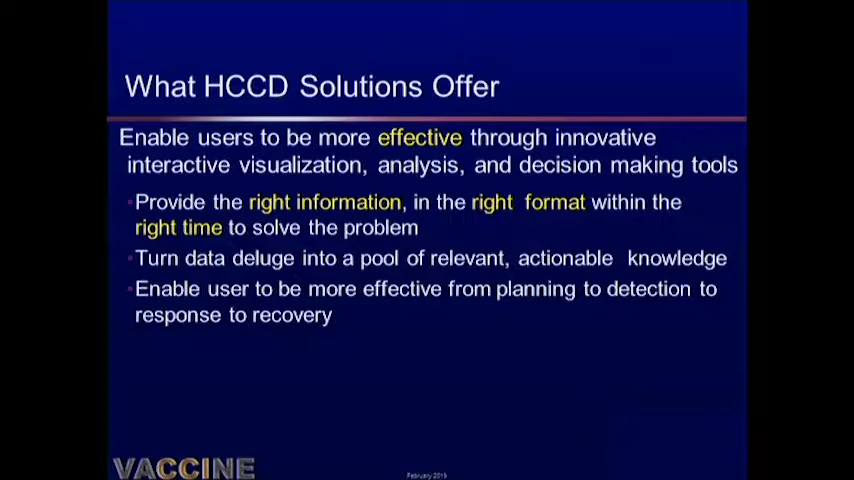 What HCCD Solutions Offer
Enable users to be more effective through innovative
interactive visualization, analysis, and decision making tools
Provide the right information, in the right format within the
right time to solve the problem
Turn data deluge into a pool of relevant, actionable knowledge
Enable user to be more effective from planning to detection to
response to recovery
VACCINE
February